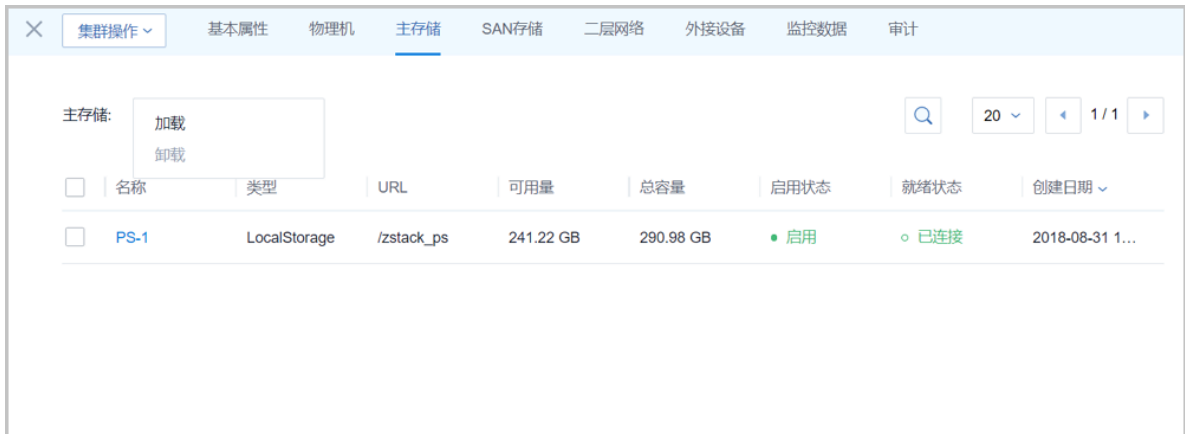 集群操作 基本属性 物理机 主存储 SAN存储 二层网络 外接设备 监控数据 审计
主存储: 20 1 / 1
加载
卸载
名称 类型 URL 可用量 总容量 启用状态 就绪状态 创建日期
PS-1 LocalStorage /zstack_ps 241.22 GB 290.98 GB 启用 已连接 2018-08-31 1...